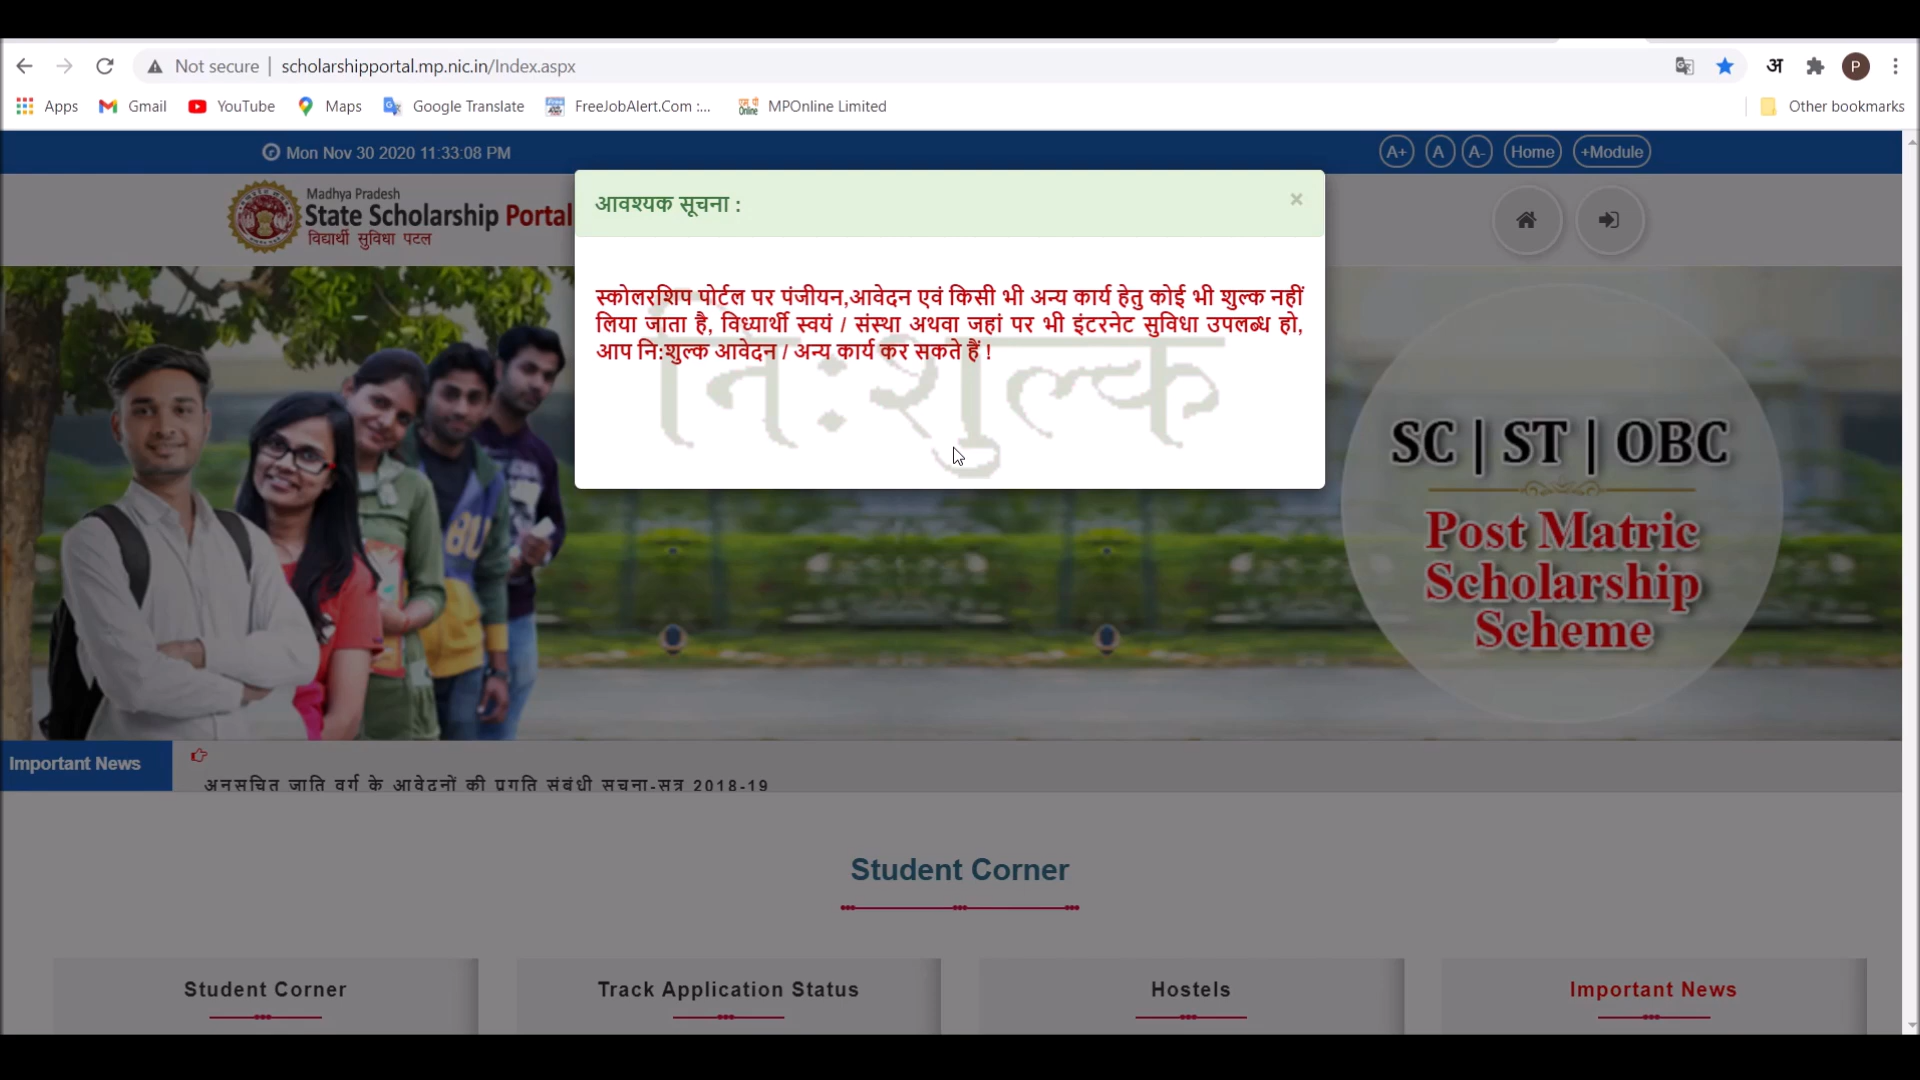 Not secure | scholarshipportal.mp.nic.in/Index.aspx
अ
P
Apps Gmail YouTube Maps Google Translate FreeJobAlert.Com :... MPOnline Limited Other bookmarks
Mon Nov 30 2020 11:33:08 PM
A+ A A- Home +Module
Madhya Pradesh
State Scholarship Portal
विद्यार्थी सुविधा पटल
आवश्यक सूचना :
×
स्कोलरशिप पोर्टल पर पंजीयन,आवेदन एवं किसी भी अन्य कार्य हेतु कोई भी शुल्क नहीं
लिया जाता है, विध्यार्थी स्वयं / संस्था अथवा जहां पर भी इंटरनेट सुविधा उपलब्ध हो,
आप नि:शुल्क आवेदन / अन्य कार्य कर सकते हैं !
नि:शुल्क
SC | ST | OBC
Post Matric
Scholarship
Scheme
Important News
अनुसूचित जाति वर्ग के आवेदनों की प्रगति संबंधी सूचना-सत्र 2018-19
Student Corner
Student Corner
Track Application Status
Hostels
Important News